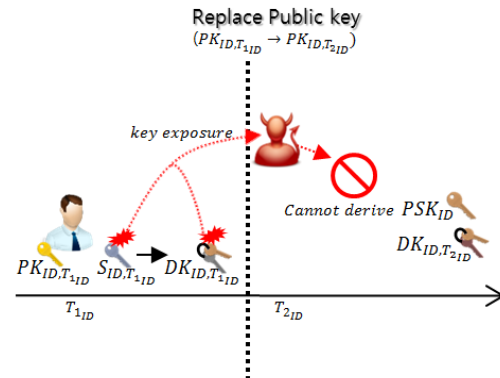 Replace Public key
(PK_{ID,T_{1ID}} → PK_{ID,T_{2ID}})
key exposure
Cannot derive PSK_{ID}
DK_{ID,T_{2ID}}
PK_{ID,T_{1ID}} S_{ID,T_{1ID}} DK_{ID,T_{1ID}}
T_{1ID} T_{2ID}